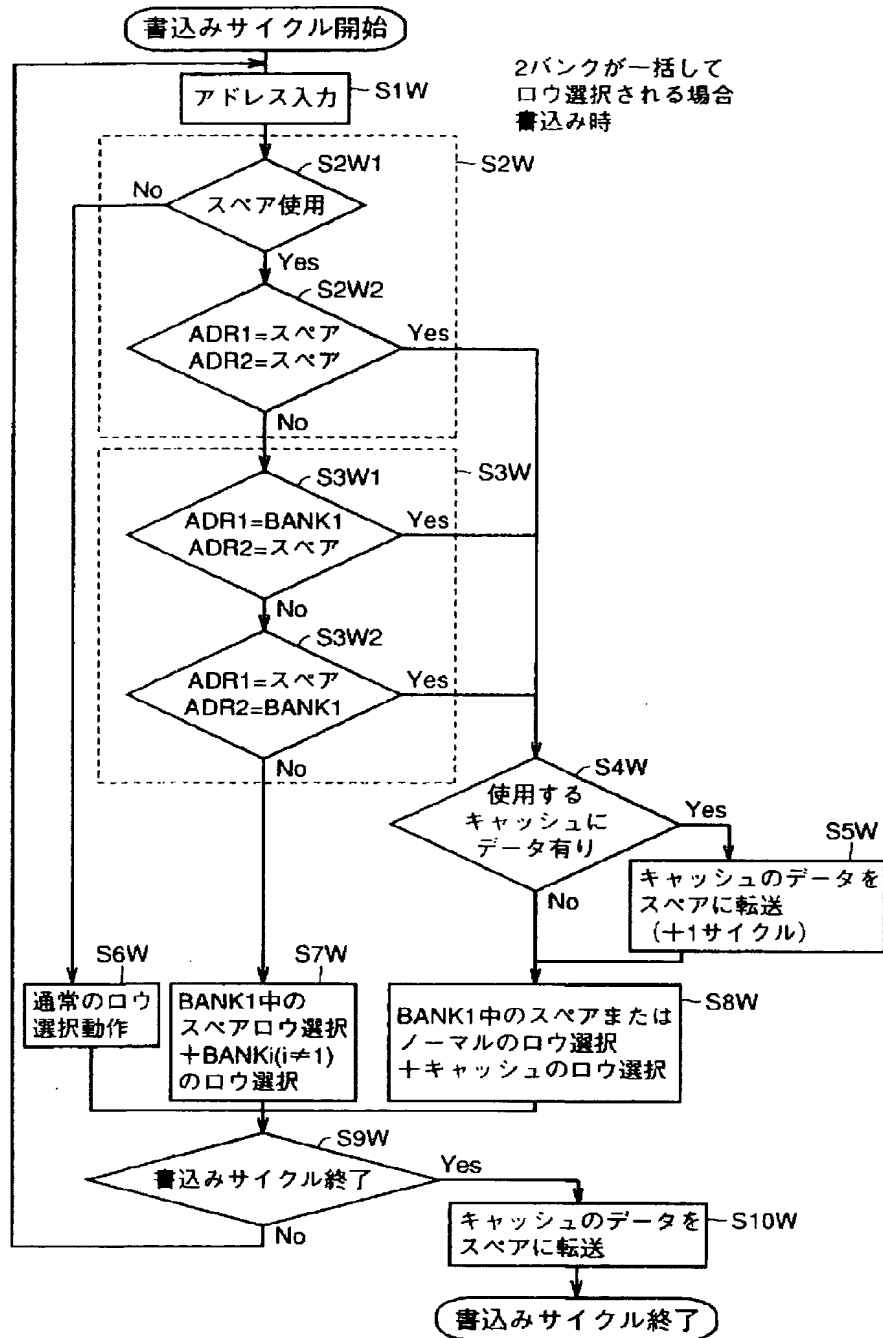 書込みサイクル開始
2バンクが一括して
ロウ選択される場合
書込み時
アドレス入力
S1W
S2W1
S2W
スペア使用
No
Yes
S2W2
ADR1=スペア
ADR2=スペア
Yes
No
S3W1
S3W
ADR1=BANK1
ADR2=スペア
Yes
No
S3W2
ADR1=スペア
ADR2=BANK1
Yes
No
S4W
使用する
キャッシュに
データ有り
Yes
No
S5W
キャッシュのデータを
スペアに転送
(+1サイクル)
S6W
通常のロウ
選択動作
S7W
BANK1中の
スペアロウ選択
+BANKi(i≠1)
のロウ選択
S8W
BANK1中のスペアまたは
ノーマルのロウ選択
+キャッシュのロウ選択
S9W
書込みサイクル終了
Yes
No
キャッシュのデータを
スペアに転送
S10W
書込みサイクル終了